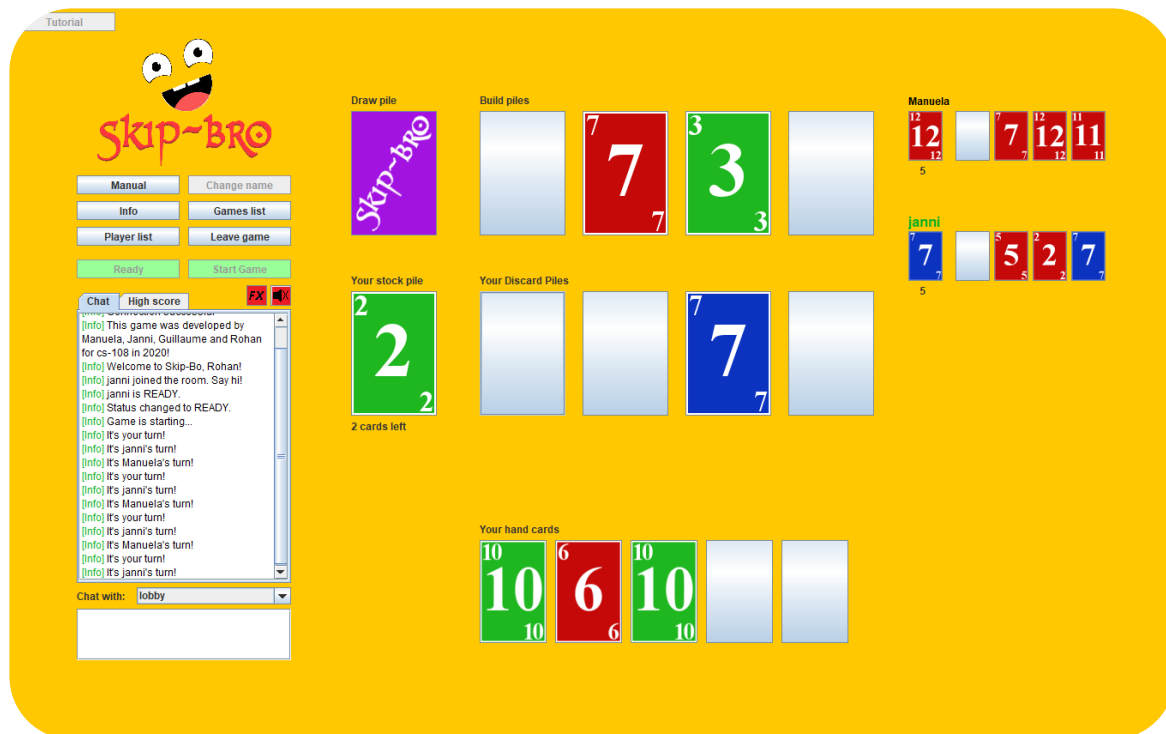 Tutorial
SKIP~BRO
Manual
Change name
Info
Games list
Player list
Leave game
Ready
Start Game
Chat
High score
FX
[Info] Connection successful!
[Info] This game was developed by
Manuela, Janni, Guillaume and Rohan
for cs-108 in 2020!
[Info] Welcome to Skip-Bo, Rohan!
[Info] janni joined the room. Say hi!
[Info] janni is READY.
[Info] Status changed to READY.
[Info] Game is starting...
[Info] It's your turn!
[Info] It's janni's turn!
[Info] It's Manuela's turn!
[Info] It's your turn!
[Info] It's janni's turn!
[Info] It's Manuela's turn!
[Info] It's your turn!
[Info] It's janni's turn!
[Info] It's Manuela's turn!
[Info] It's your turn!
[Info] It's janni's turn!
Chat with:
lobby
Draw pile
SKIP~BRO
Build piles
7
7
7
3
3
3
Your stock pile
2
2
2
2 cards left
Your Discard Piles
7
7
7
Your hand cards
10
10
10
6
6
6
10
10
10
Manuela
12
12
12
7
7
7
12
12
12
11
11
11
5
janni
7
7
7
5
5
5
2
2
2
7
7
7
5